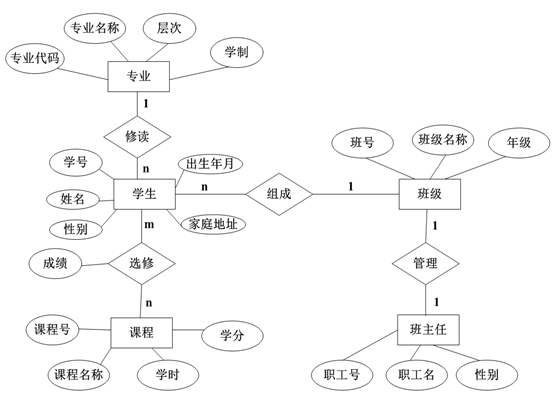 专业名称
层次
专业代码
学制
专业
1
修读
n
学号
出生年月
姓名
学生
n
组成
1
班级
班号
班级名称
年级
性别
家庭地址
m
1
成绩
选修
管理
n
1
课程号
课程
学分
班主任
课程名称
学时
职工号
职工名
性别